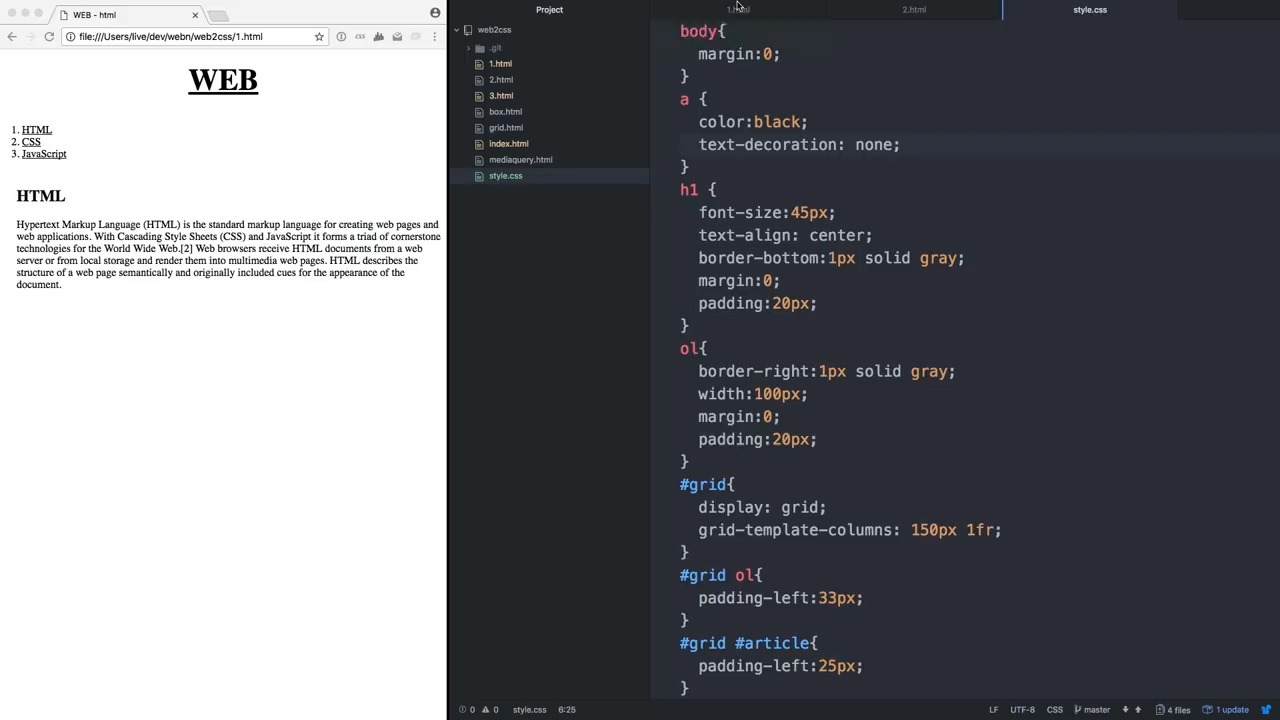 WEB - html
file:///Users/live/dev/webn/web2css/1.html
css
WEB
1. HTML
2. CSS
3. JavaScript
HTML
Hypertext Markup Language (HTML) is the standard markup language for creating web pages and
web applications. With Cascading Style Sheets (CSS) and JavaScript it forms a triad of cornerstone
technologies for the World Wide Web.[2] Web browsers receive HTML documents from a web
server or from local storage and render them into multimedia web pages. HTML describes the
structure of a web page semantically and originally included cues for the appearance of the
document.
Project
web2css
.git
1.html
2.html
3.html
box.html
grid.html
index.html
mediaquery.html
style.css
1.html
2.html
style.css
body{
margin:0;
}
a {
color:black;
text-decoration: none;
}
h1 {
font-size:45px;
text-align: center;
border-bottom:1px solid gray;
margin:0;
padding:20px;
}
ol{
border-right:1px solid gray;
width:100px;
margin:0;
padding:20px;
}
#grid{
display: grid;
grid-template-columns: 150px 1fr;
}
#grid ol{
padding-left:33px;
}
#grid #article{
padding-left:25px;
}
0 0 style.css 6:25
LF UTF-8 CSS master 4 files 1 update